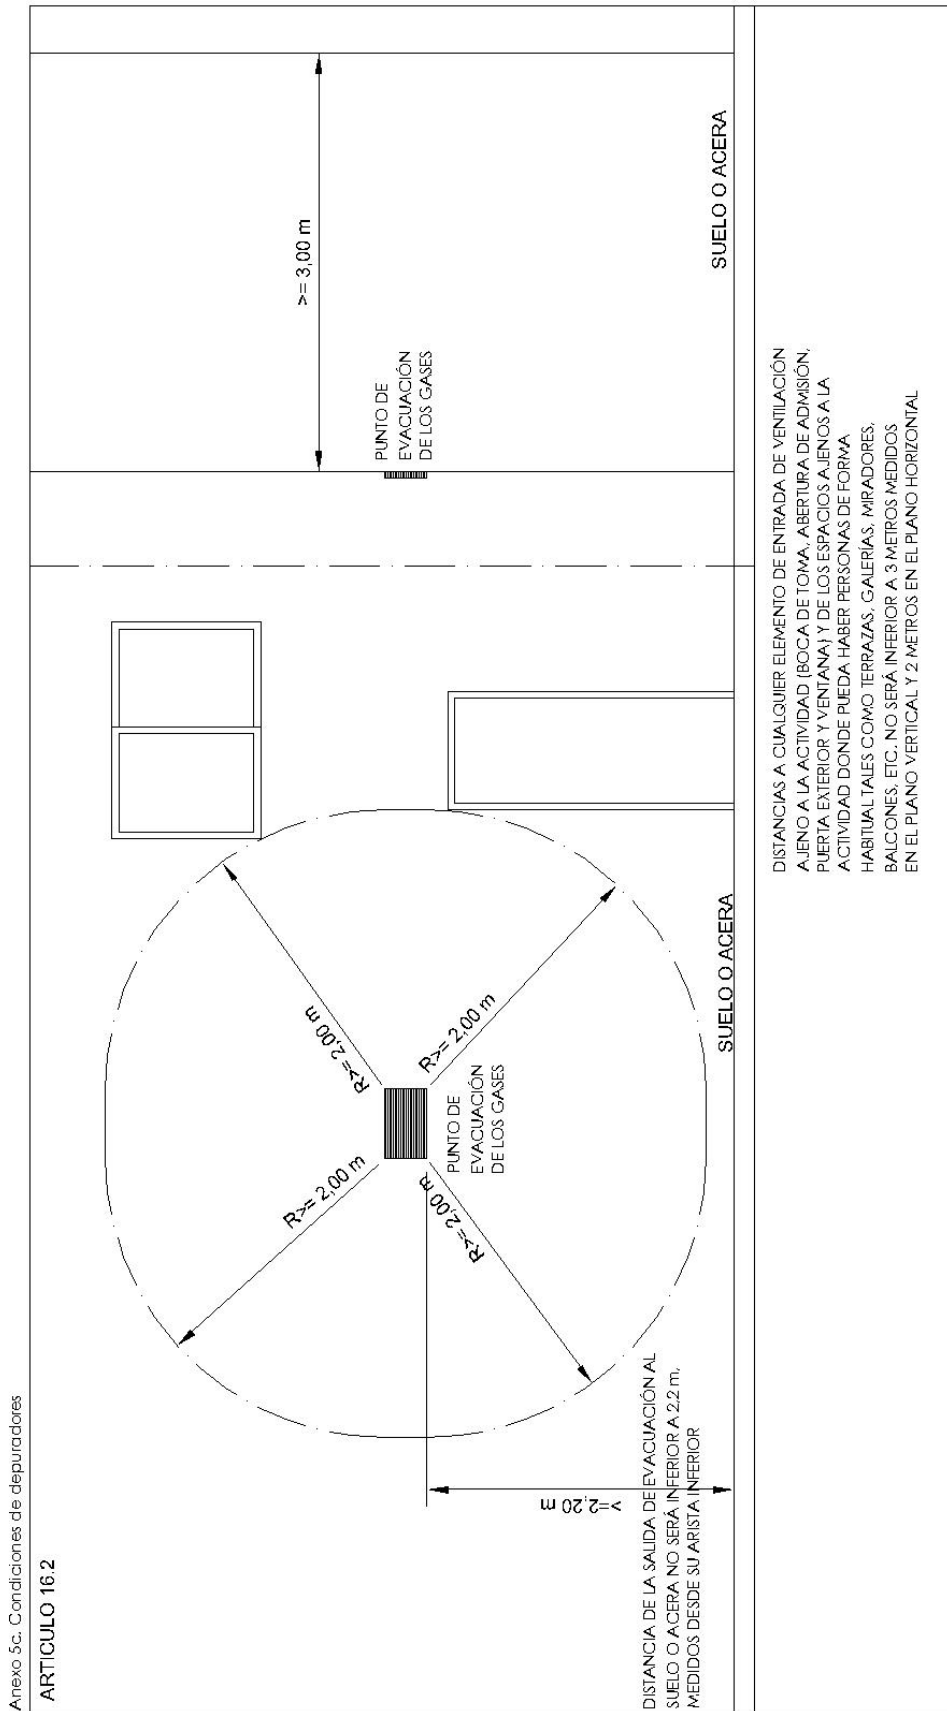 Anexo 5c. Condiciones de depuradores
ARTICULO 16.2
R>= 2,00 m
R>= 2,00 m
R>= 2,00 m
R>= 2,00 m
PUNTO DE
EVACUACIÓN
DE LOS GASES
>=2,20 m
DISTANCIA DE LA SALIDA DE EVACUACIÓN AL
SUELO O ACERA NO SERÁ INFERIOR A 2,2 m,
MEDIDOS DESDE SU ARISTA INFERIOR
SUELO O ACERA
>= 3,00 m
PUNTO DE
EVACUACIÓN
DE LOS GASES
SUELO O ACERA
DISTANCIAS A CUALQUIER ELEMENTO DE ENTRADA DE VENTILACIÓN
AJENO A LA ACTIVIDAD (BOCA DE TOMA, ABERTURA DE ADMISIÓN,
PUERTA EXTERIOR Y VENTANA) Y DE LOS ESPACIOS AJENOS A LA
ACTIVIDAD DONDE PUEDA HABER PERSONAS DE FORMA
HABITUAL TALES COMO TERRAZAS, GALERÍAS, MIRADORES,
BALCONES, ETC. NO SERÁ INFERIOR A 3 METROS MEDIDOS
EN EL PLANO VERTICAL Y 2 METROS EN EL PLANO HORIZONTAL